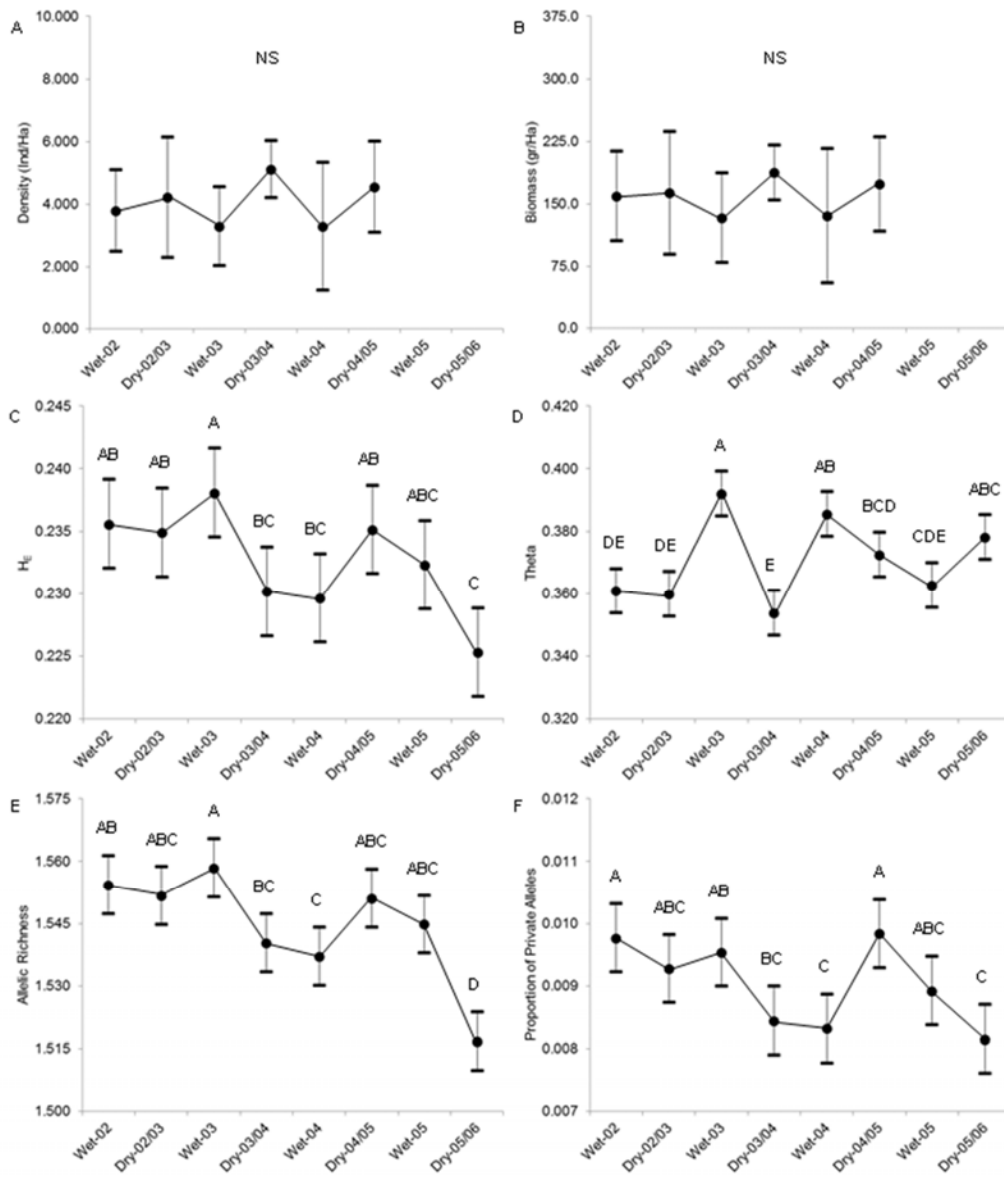 A
Density (Ind/Ha)
10.000
8.000
6.000
4.000
2.000
0.000
NS
Wet-02
Dry-02/03
Wet-03
Dry-03/04
Wet-04
Dry-04/05
Wet-05
Dry-05/06
B
Biomass (gr/Ha)
375.0
300.0
225.0
150.0
75.0
0.0
NS
Wet-02
Dry-02/03
Wet-03
Dry-03/04
Wet-04
Dry-04/05
Wet-05
Dry-05/06
C
HE
0.245
0.240
0.235
0.230
0.225
0.220
AB
AB
A
BC
BC
AB
ABC
C
Wet-02
Dry-02/03
Wet-03
Dry-03/04
Wet-04
Dry-04/05
Wet-05
Dry-05/06
D
Theta
0.420
0.400
0.380
0.360
0.340
0.320
DE
DE
A
E
AB
BCD
CDE
ABC
Wet-02
Dry-02/03
Wet-03
Dry-03/04
Wet-04
Dry-04/05
Wet-05
Dry-05/06
E
Allelic Richness
1.575
1.560
1.545
1.530
1.515
1.500
AB
ABC
A
BC
C
ABC
ABC
D
Wet-02
Dry-02/03
Wet-03
Dry-03/04
Wet-04
Dry-04/05
Wet-05
Dry-05/06
F
Proportion of Private Alleles
0.012
0.011
0.010
0.009
0.008
0.007
A
ABC
AB
BC
C
A
ABC
C
Wet-02
Dry-02/03
Wet-03
Dry-03/04
Wet-04
Dry-04/05
Wet-05
Dry-05/06